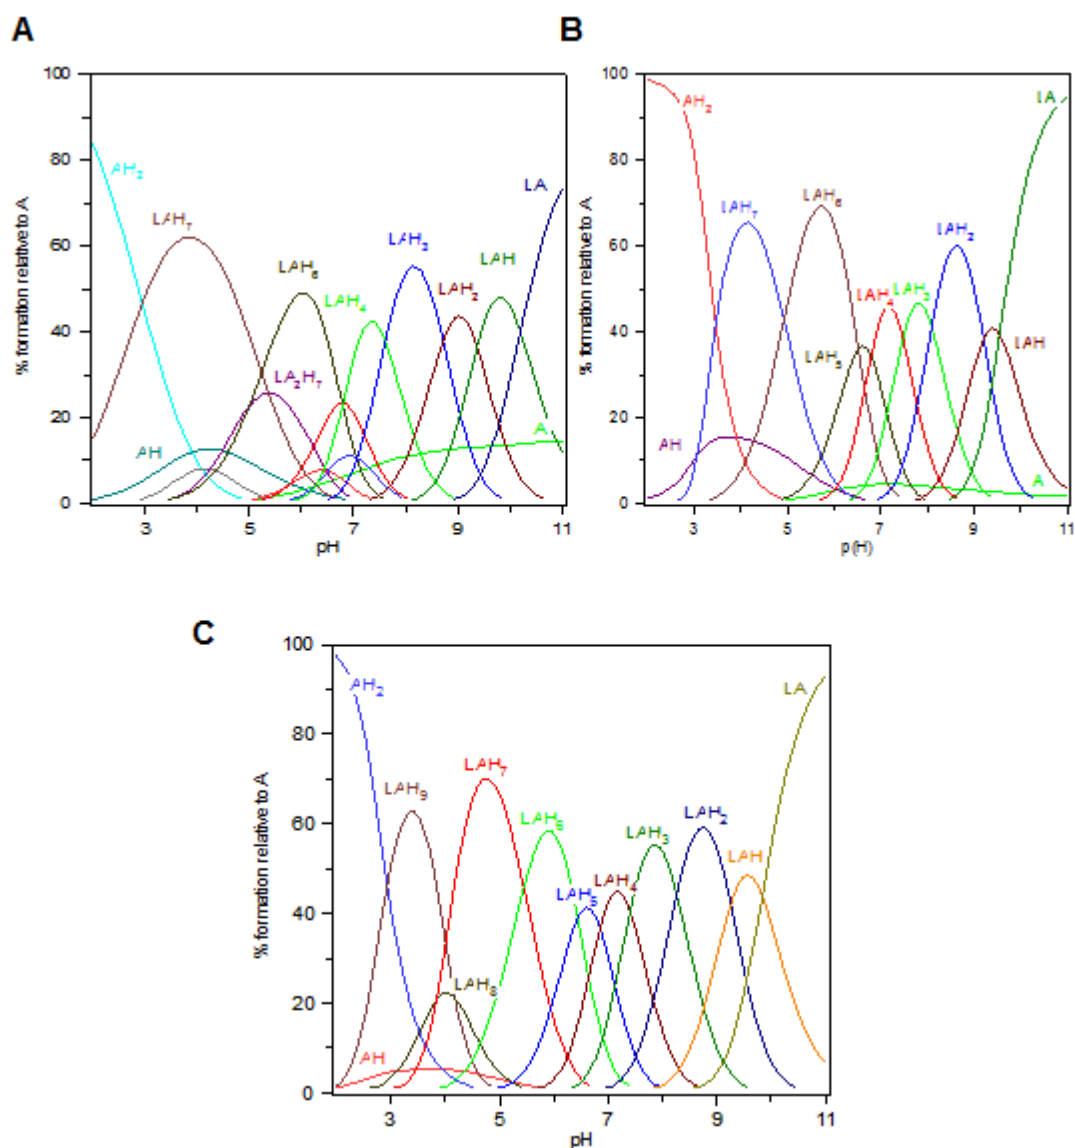 A
% formation relative to A
100
80
60
40
20
0
AH₂
LAH₇
AH
LA₂H₇
LAH₆
LAH₄
LAH₃
LAH₂
LAH
LA
A
3
5
7
9
11
pH
B
% formation relative to A
100
80
60
40
20
0
AH₂
LAH₇
AH
LAH₆
LAH₅
LAH₄
LAH₃
LAH₂
LAH
LA
A
3
5
7
9
11
p(H)
C
% formation relative to A
100
80
60
40
20
0
AH₂
LAH₉
LAH₈
AH
LAH₇
LAH₆
LAH₅
LAH₄
LAH₃
LAH₂
LAH
LA
3
5
7
9
11
pH